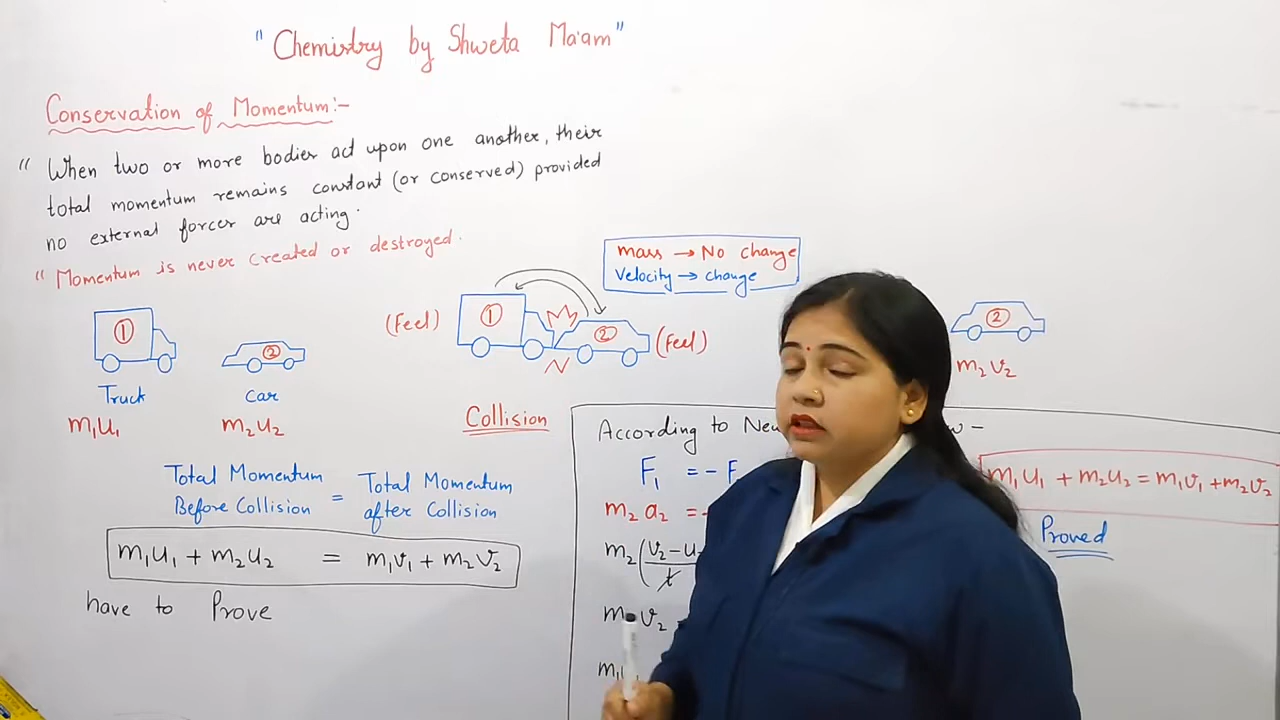 "Chemistry by Shweta Ma'am"
Conservation of Momentum:-
" When two or more bodies act upon one another, their
total momentum remains constant (or conserved) provided
no external forces are acting.
" Momentum is never created or destroyed.
mass → No change
Velocity → change
(Feel) ① ② (Feel)
① ②
Truck Car
m₁u₁ m₂u₂
②
m₂v₂
Collision
Total Momentum Before Collision = Total Momentum after Collision
m₁u₁ + m₂u₂ = m₁v₁ + m₂v₂
have to Prove
According to
F₁ = -
m₂a₂ = -
m₂(v₂-u
t
v₂
m₁u₁ + m₂u₂ = m₁v₁ + m₂v₂
Proved